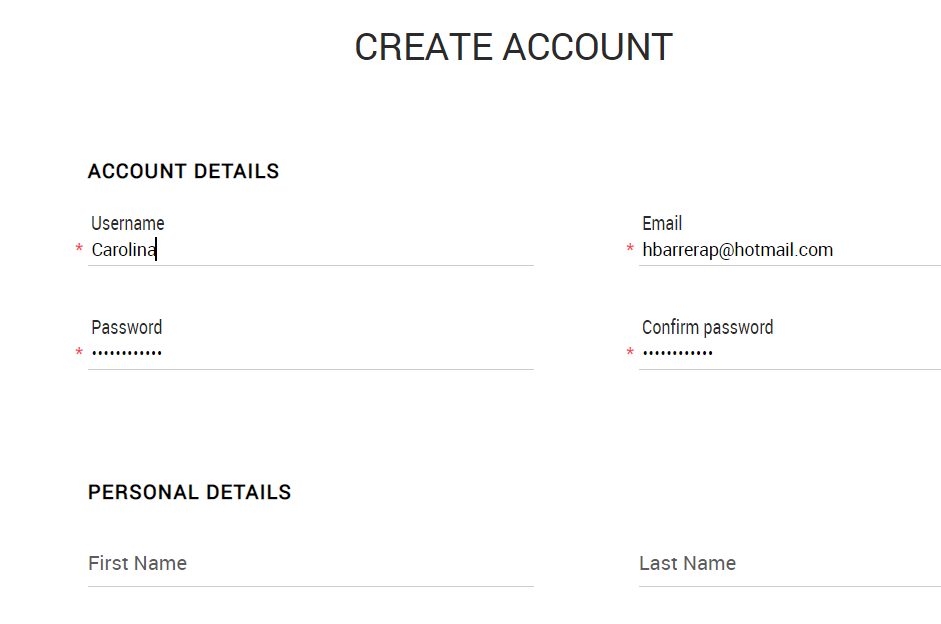 CREATE ACCOUNT
ACCOUNT DETAILS
Username
* Carolina
Email
* hbarrerap@hotmail.com
Password
* ••••••••••••
Confirm password
* ••••••••••••
PERSONAL DETAILS
First Name
Last Name